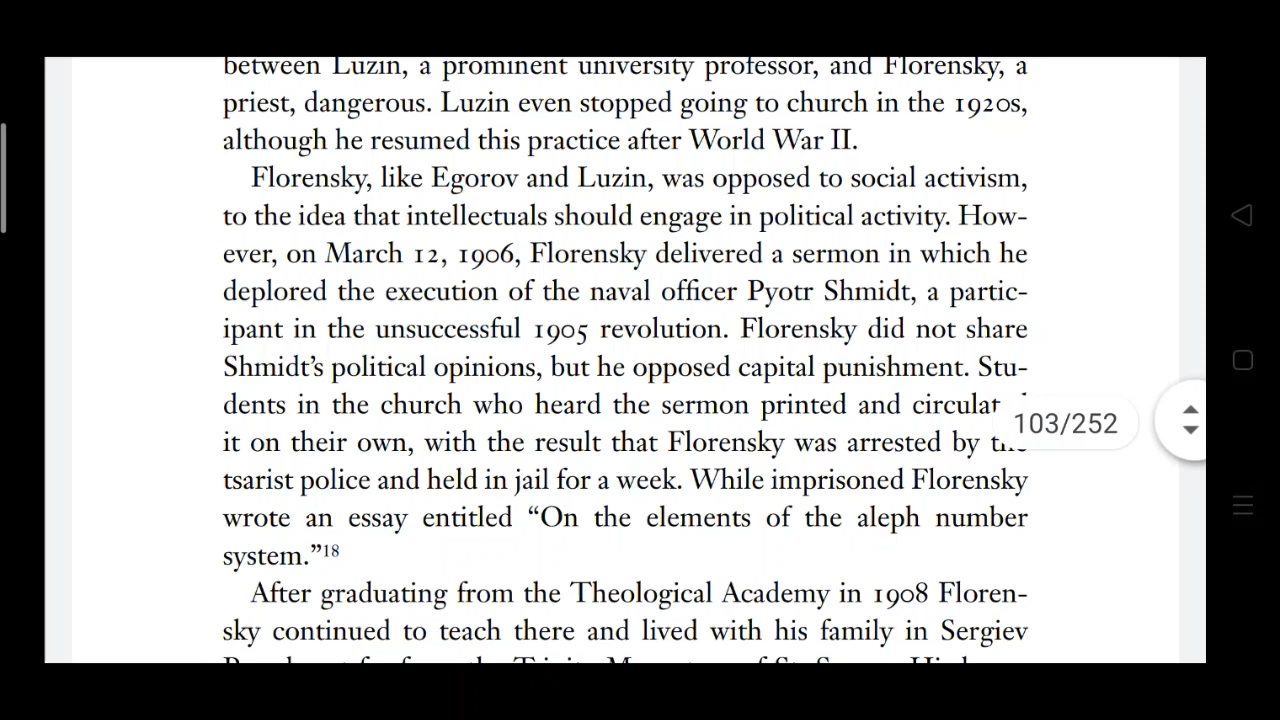 between Luzin, a prominent university professor, and Florensky, a
priest, dangerous. Luzin even stopped going to church in the 1920s,
although he resumed this practice after World War II.
Florensky, like Egorov and Luzin, was opposed to social activism,
to the idea that intellectuals should engage in political activity. How-
ever, on March 12, 1906, Florensky delivered a sermon in which he
deplored the execution of the naval officer Pyotr Shmidt, a partic-
ipant in the unsuccessful 1905 revolution. Florensky did not share
Shmidt's political opinions, but he opposed capital punishment. Stu-
dents in the church who heard the sermon printed and circulated
it on their own, with the result that Florensky was arrested by the
103/252
tsarist police and held in jail for a week. While imprisoned Florensky
wrote an essay entitled “On the elements of the aleph number
system.”18
After graduating from the Theological Academy in 1908 Floren-
sky continued to teach there and lived with his family in Sergiev